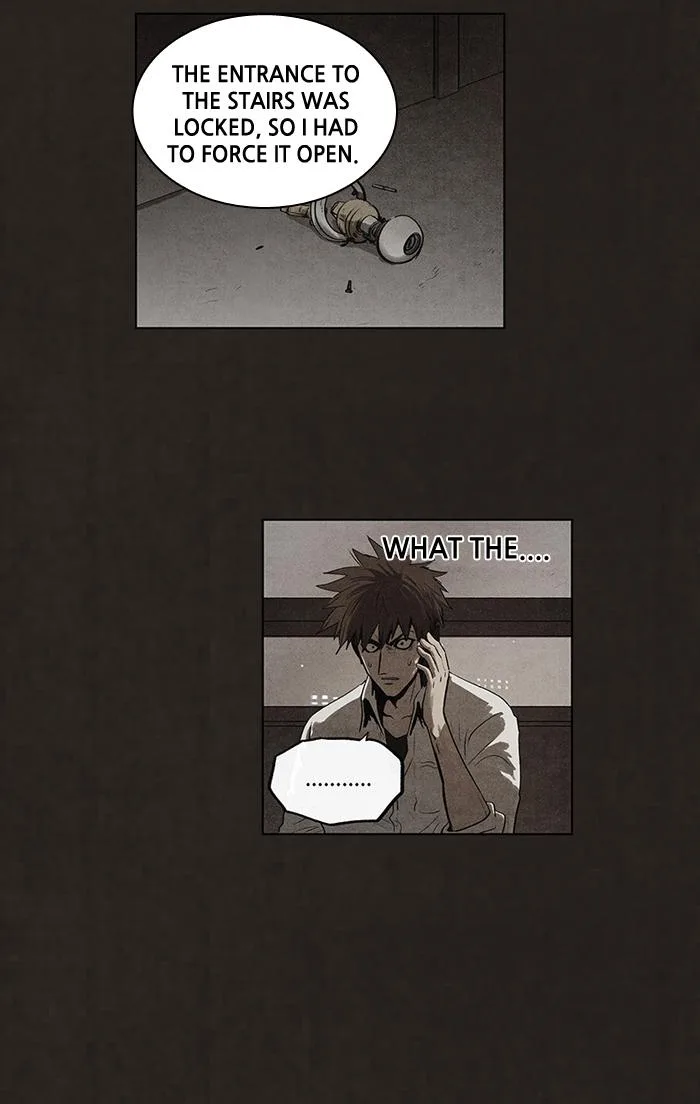 THE ENTRANCE TO
THE STAIRS WAS
LOCKED, SO I HAD
TO FORCE IT OPEN.
WHAT THE....
...........